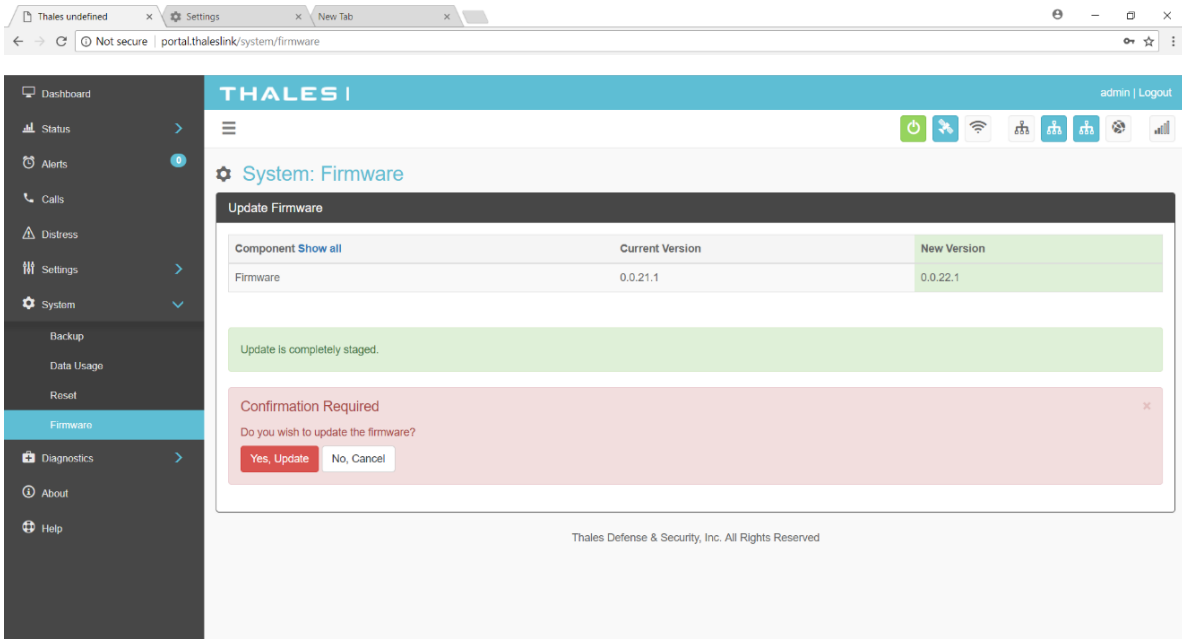 Thales undefined
Settings
New Tab
Not secure | portal.thaleslink/system/firmware
Dashboard
THALES
admin | Logout
Status
Alerts
0
Calls
Distress
Settings
System
Backup
Data Usage
Reset
Firmware
Diagnostics
About
Help
System: Firmware
Update Firmware
Component Show all Current Version New Version
Firmware 0.0.21.1 0.0.22.1
Update is completely staged.
Confirmation Required
×
Do you wish to update the firmware?
Yes, Update No, Cancel
Thales Defense & Security, Inc. All Rights Reserved